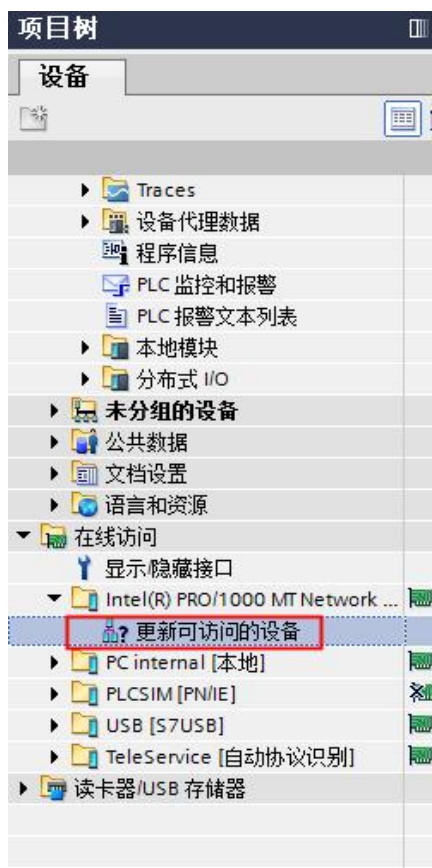 项目树
设备
Traces
设备代理数据
程序信息
PLC 监控和报警
PLC 报警文本列表
本地模块
分布式 I/O
未分组的设备
公共数据
文档设置
语言和资源
在线访问
显示/隐藏接口
Intel(R) PRO/1000 MT Network ...
更新可访问的设备
PC internal [本地]
PLCSIM [PN/IE]
USB [S7USB]
TeleService [自动协议识别]
读卡器/USB 存储器